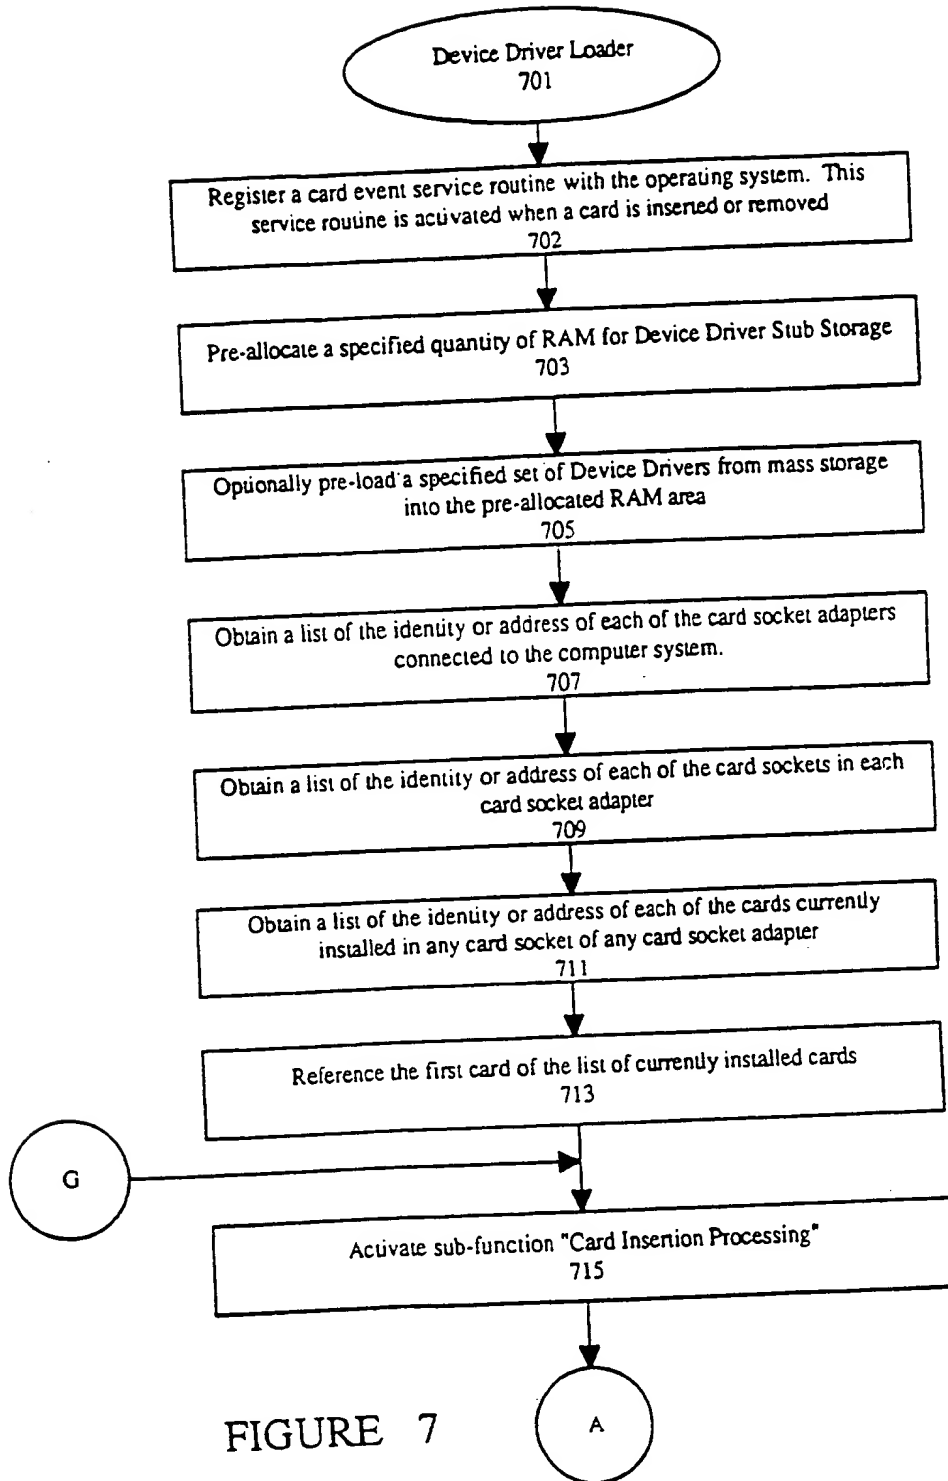 Device Driver Loader
701
Register a card event service routine with the operating system. This
service routine is activated when a card is inserted or removed
702
Pre-allocate a specified quantity of RAM for Device Driver Stub Storage
703
Optionally pre-load a specified set of Device Drivers from mass storage
into the pre-allocated RAM area
705
Obtain a list of the identity or address of each of the card socket adapters
connected to the computer system.
707
Obtain a list of the identity or address of each of the card sockets in each
card socket adapter
709
Obtain a list of the identity or address of each of the cards currently
installed in any card socket of any card socket adapter
711
Reference the first card of the list of currently installed cards
713
G
Activate sub-function "Card Insertion Processing"
715
A
FIGURE 7